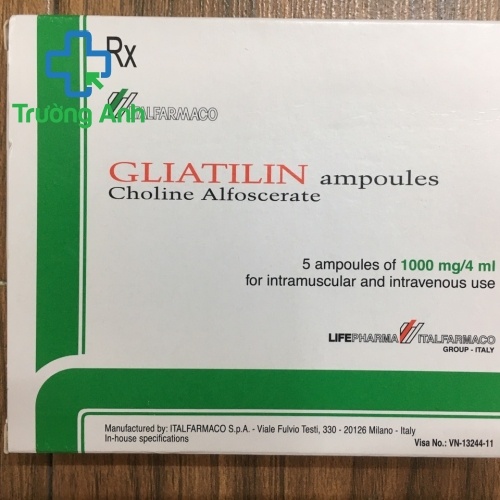 Rx
Trường Anh
ITALFARMACO
GLIATILIN ampoules
Choline Alfoscerate
5 ampoules of 1000 mg/4 ml
for intramuscular and intravenous use
LIFEPHARMA ITALFARMACO
GROUP - ITALY
Manufactured by: ITALFARMACO S.p.A. - Viale Fulvio Testi, 330 - 20126 Milano - Italy
In-house specifications
Visa No.: VN-13244-11